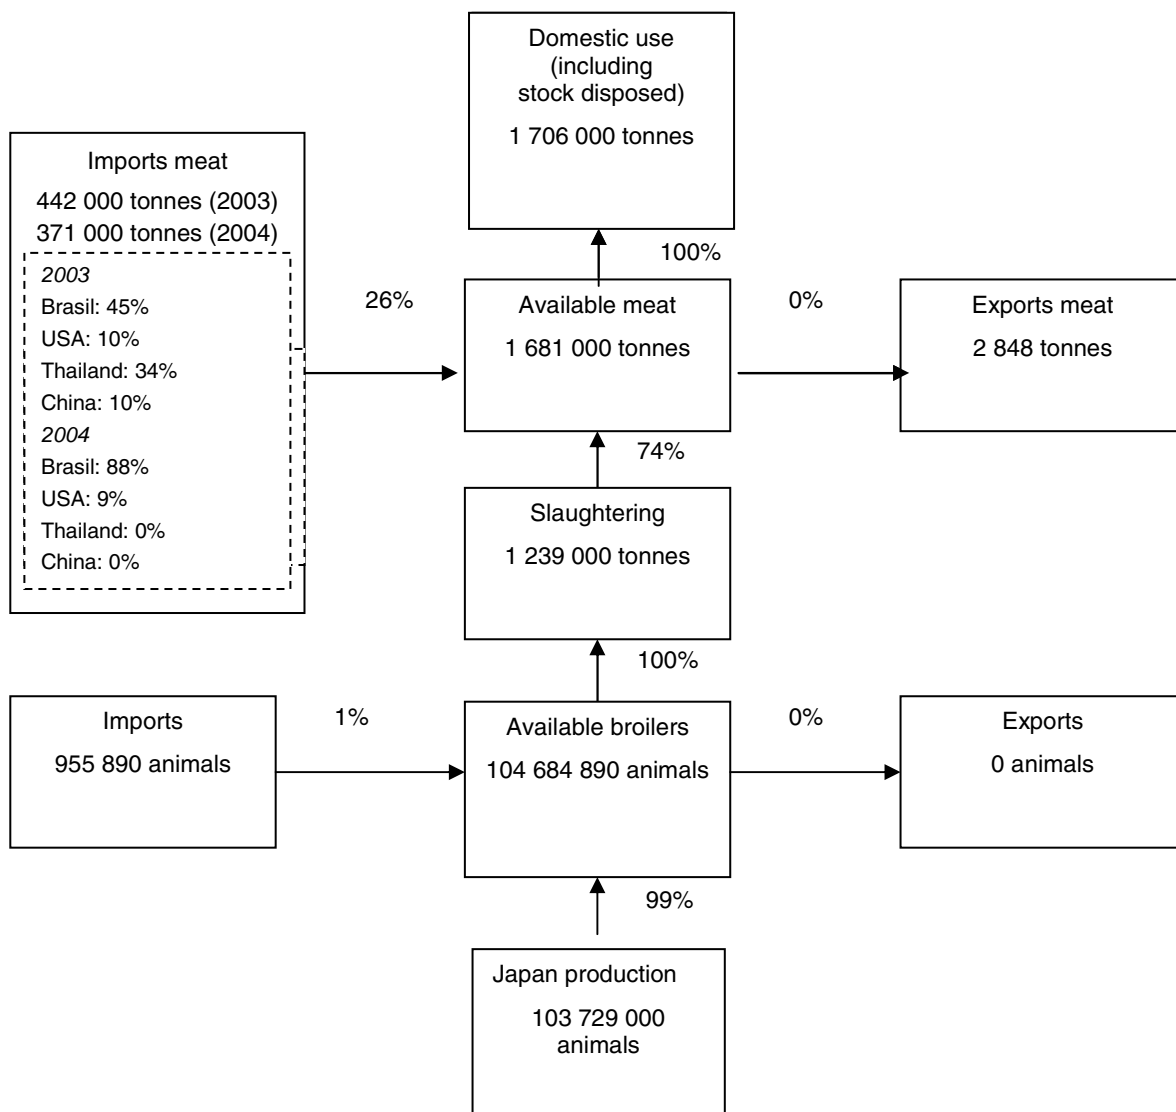 Domestic use
(including
stock disposed)
1 706 000 tonnes
Imports meat
442 000 tonnes (2003)
371 000 tonnes (2004)
2003
Brasil: 45%
USA: 10%
Thailand: 34%
China: 10%
2004
Brasil: 88%
USA: 9%
Thailand: 0%
China: 0%
100%
26%
Available meat
1 681 000 tonnes
0%
Exports meat
2 848 tonnes
74%
Slaughtering
1 239 000 tonnes
100%
Imports
955 890 animals
1%
Available broilers
104 684 890 animals
0%
Exports
0 animals
99%
Japan production
103 729 000
animals